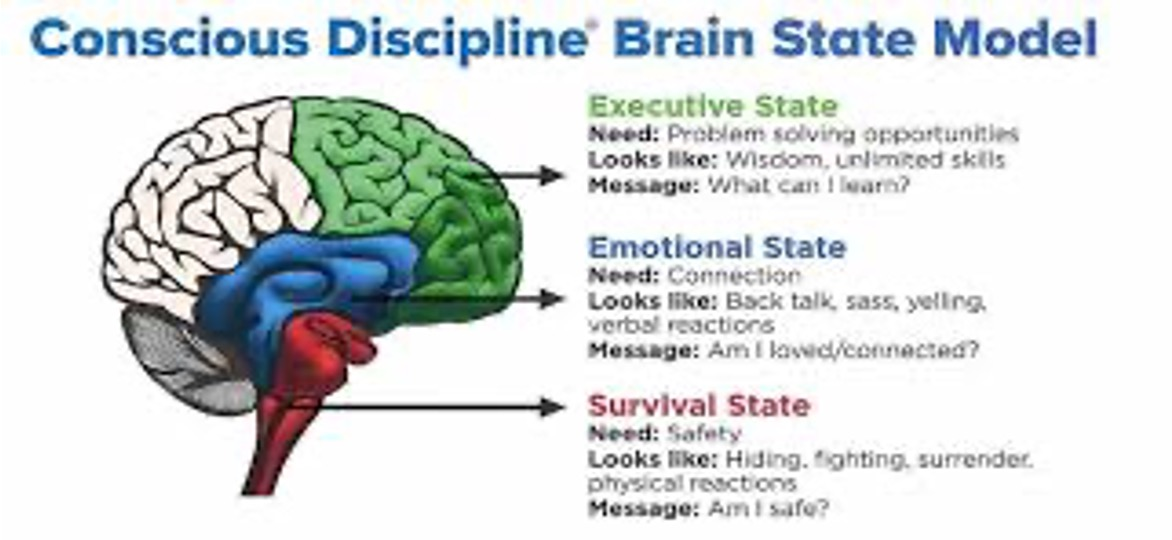 Conscious Discipline® Brain State Model
Executive State
Need: Problem solving opportunities
Looks like: Wisdom, unlimited skills
Message: What can I learn?
Emotional State
Need: Connection
Looks like: Back talk, sass, yelling,
verbal reactions
Message: Am I loved/connected?
Survival State
Need: Safety
Looks like: Hiding, fighting, surrender,
physical reactions
Message: Am I safe?